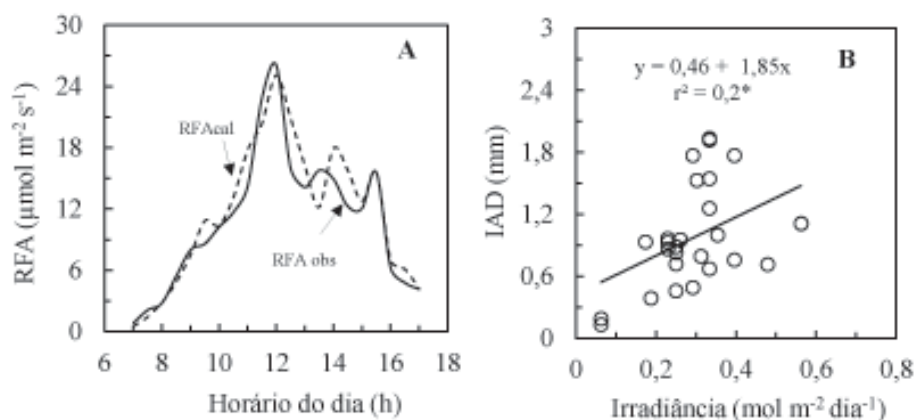 A
RFA (µmol m⁻² s⁻¹)
30
24
18
12
6
0
RFAcal
RFA obs
6
8
10
12
14
16
18
Horário do dia (h)
B
y = 0,46 + 1,85x
r² = 0,2*
IAD (mm)
3
2,4
1,8
1,2
0,6
0
0
0,2
0,4
0,6
0,8
Irradiância (mol m⁻² dia⁻¹)